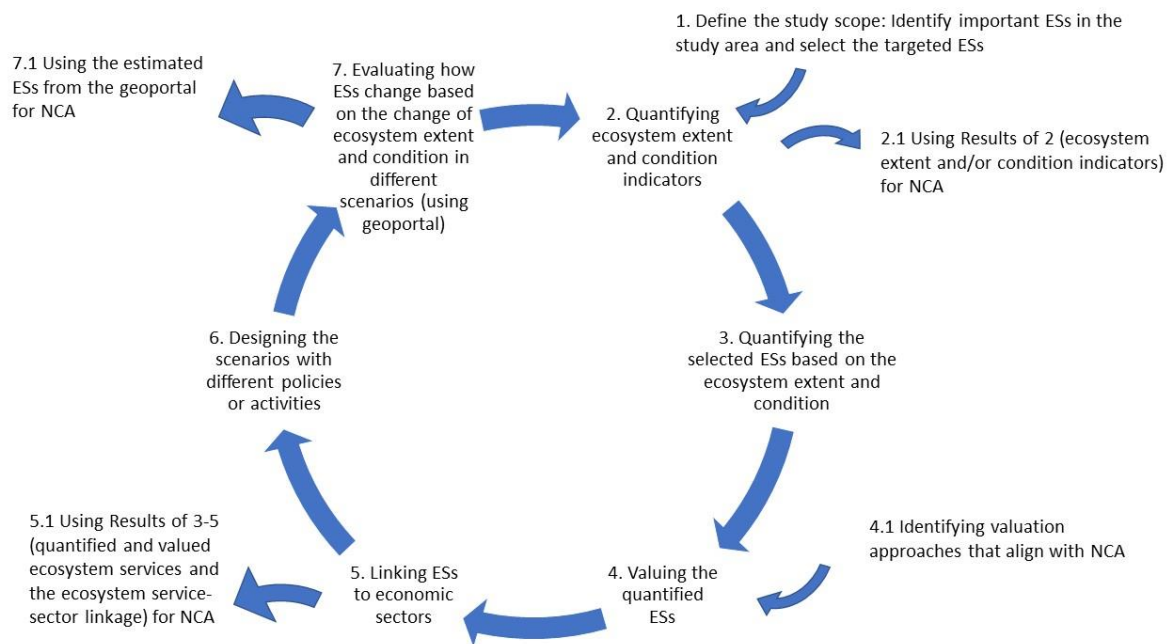 1. Define the study scope: Identify important ESs in the
study area and select the targeted ESs
2. Quantifying
ecosystem extent
and condition
indicators
2.1 Using Results of 2 (ecosystem
extent and/or condition indicators)
for NCA
3. Quantifying the
selected ESs based on the
ecosystem extent and
condition
4.1 Identifying valuation
approaches that align with NCA
4. Valuing the
quantified
ESs
5. Linking ESs
to economic
sectors
5.1 Using Results of 3-5
(quantified and valued
ecosystem services and
the ecosystem service-
sector linkage) for NCA
6. Designing the
scenarios with
different policies
or activities
7. Evaluating how
ESs change based
on the change of
ecosystem extent
and condition in
different
scenarios (using
geoportal)
7.1 Using the estimated
ESs from the geoportal
for NCA